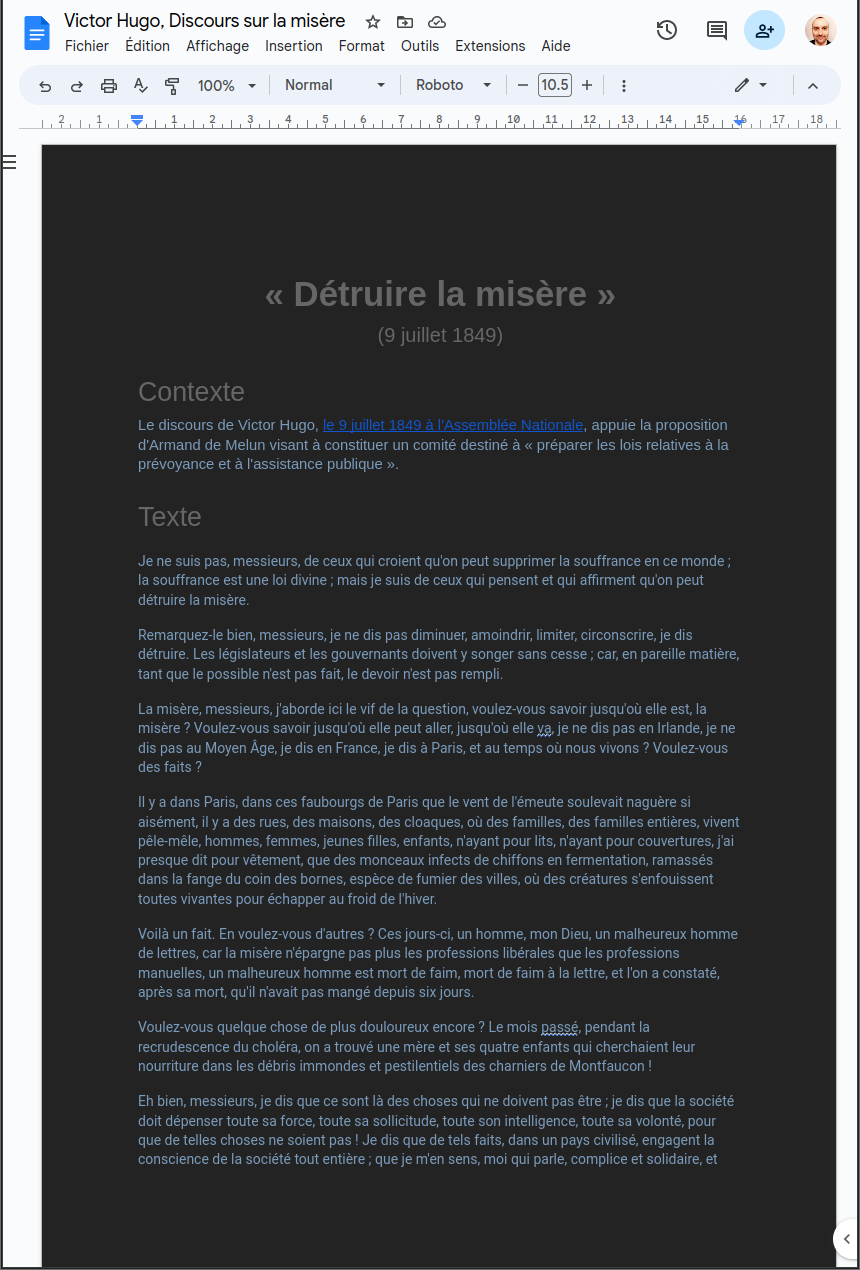 Victor Hugo, Discours sur la misère
Fichier Édition Affichage Insertion Format Outils Extensions Aide
100% Normal Roboto 10.5
2 1 1 2 3 4 5 6 7 8 9 10 11 12 13 14 15 16 17 18
« Détruire la misère »
(9 juillet 1849)
Contexte
Le discours de Victor Hugo, le 9 juillet 1849 à l'Assemblée Nationale, appuie la proposition
d'Armand de Melun visant à constituer un comité destiné à « préparer les lois relatives à la
prévoyance et à l'assistance publique ».
Texte
Je ne suis pas, messieurs, de ceux qui croient qu'on peut supprimer la souffrance en ce monde ;
la souffrance est une loi divine ; mais je suis de ceux qui pensent et qui affirment qu'on peut
détruire la misère.
Remarquez-le bien, messieurs, je ne dis pas diminuer, amoindrir, limiter, circonscrire, je dis
détruire. Les législateurs et les gouvernants doivent y songer sans cesse ; car, en pareille matière,
tant que le possible n'est pas fait, le devoir n'est pas rempli.
La misère, messieurs, j'aborde ici le vif de la question, voulez-vous savoir jusqu'où elle est, la
misère ? Voulez-vous savoir jusqu'où elle peut aller, jusqu'où elle va, je ne dis pas en Irlande, je ne
dis pas au Moyen Âge, je dis en France, je dis à Paris, et au temps où nous vivons ? Voulez-vous
des faits ?
Il y a dans Paris, dans ces faubourgs de Paris que le vent de l'émeute soulevait naguère si
aisément, il y a des rues, des maisons, des cloaques, où des familles, des familles entières, vivent
pêle-mêle, hommes, femmes, jeunes filles, enfants, n'ayant pour lits, n'ayant pour couvertures, j'ai
presque dit pour vêtement, que des monceaux infects de chiffons en fermentation, ramassés
dans la fange du coin des bornes, espèce de fumier des villes, où des créatures s'enfouissent
toutes vivantes pour échapper au froid de l'hiver.
Voilà un fait. En voulez-vous d'autres ? Ces jours-ci, un homme, mon Dieu, un malheureux homme
de lettres, car la misère n'épargne pas plus les professions libérales que les professions
manuelles, un malheureux homme est mort de faim, mort de faim à la lettre, et l'on a constaté,
après sa mort, qu'il n'avait pas mangé depuis six jours.
Voulez-vous quelque chose de plus douloureux encore ? Le mois passé, pendant la
recrudescence du choléra, on a trouvé une mère et ses quatre enfants qui cherchaient leur
nourriture dans les débris immondes et pestilentiels des charniers de Montfaucon !
Eh bien, messieurs, je dis que ce sont là des choses qui ne doivent pas être ; je dis que la société
doit dépenser toute sa force, toute sa sollicitude, toute son intelligence, toute sa volonté, pour
que de telles choses ne soient pas ! Je dis que de tels faits, dans un pays civilisé, engagent la
conscience de la société tout entière ; que je m'en sens, moi qui parle, complice et solidaire, et